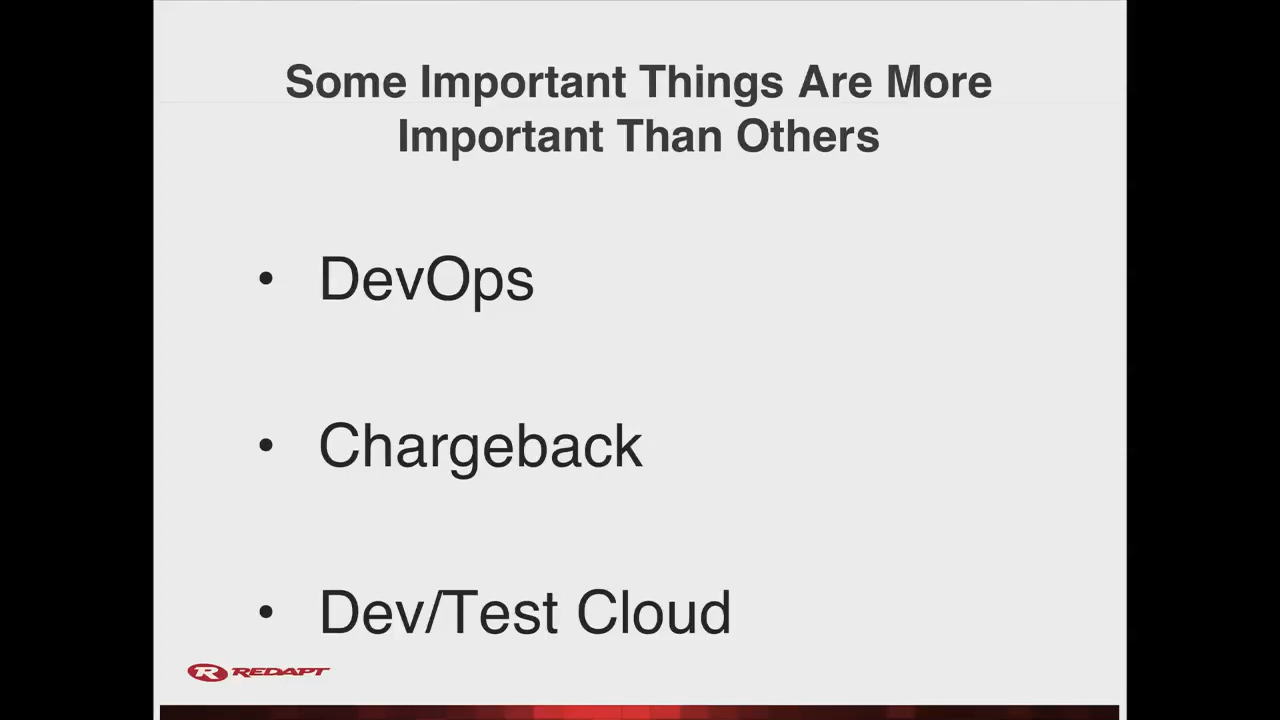 Some Important Things Are More
Important Than Others
• DevOps
• Chargeback
• Dev/Test Cloud
R REDAPT